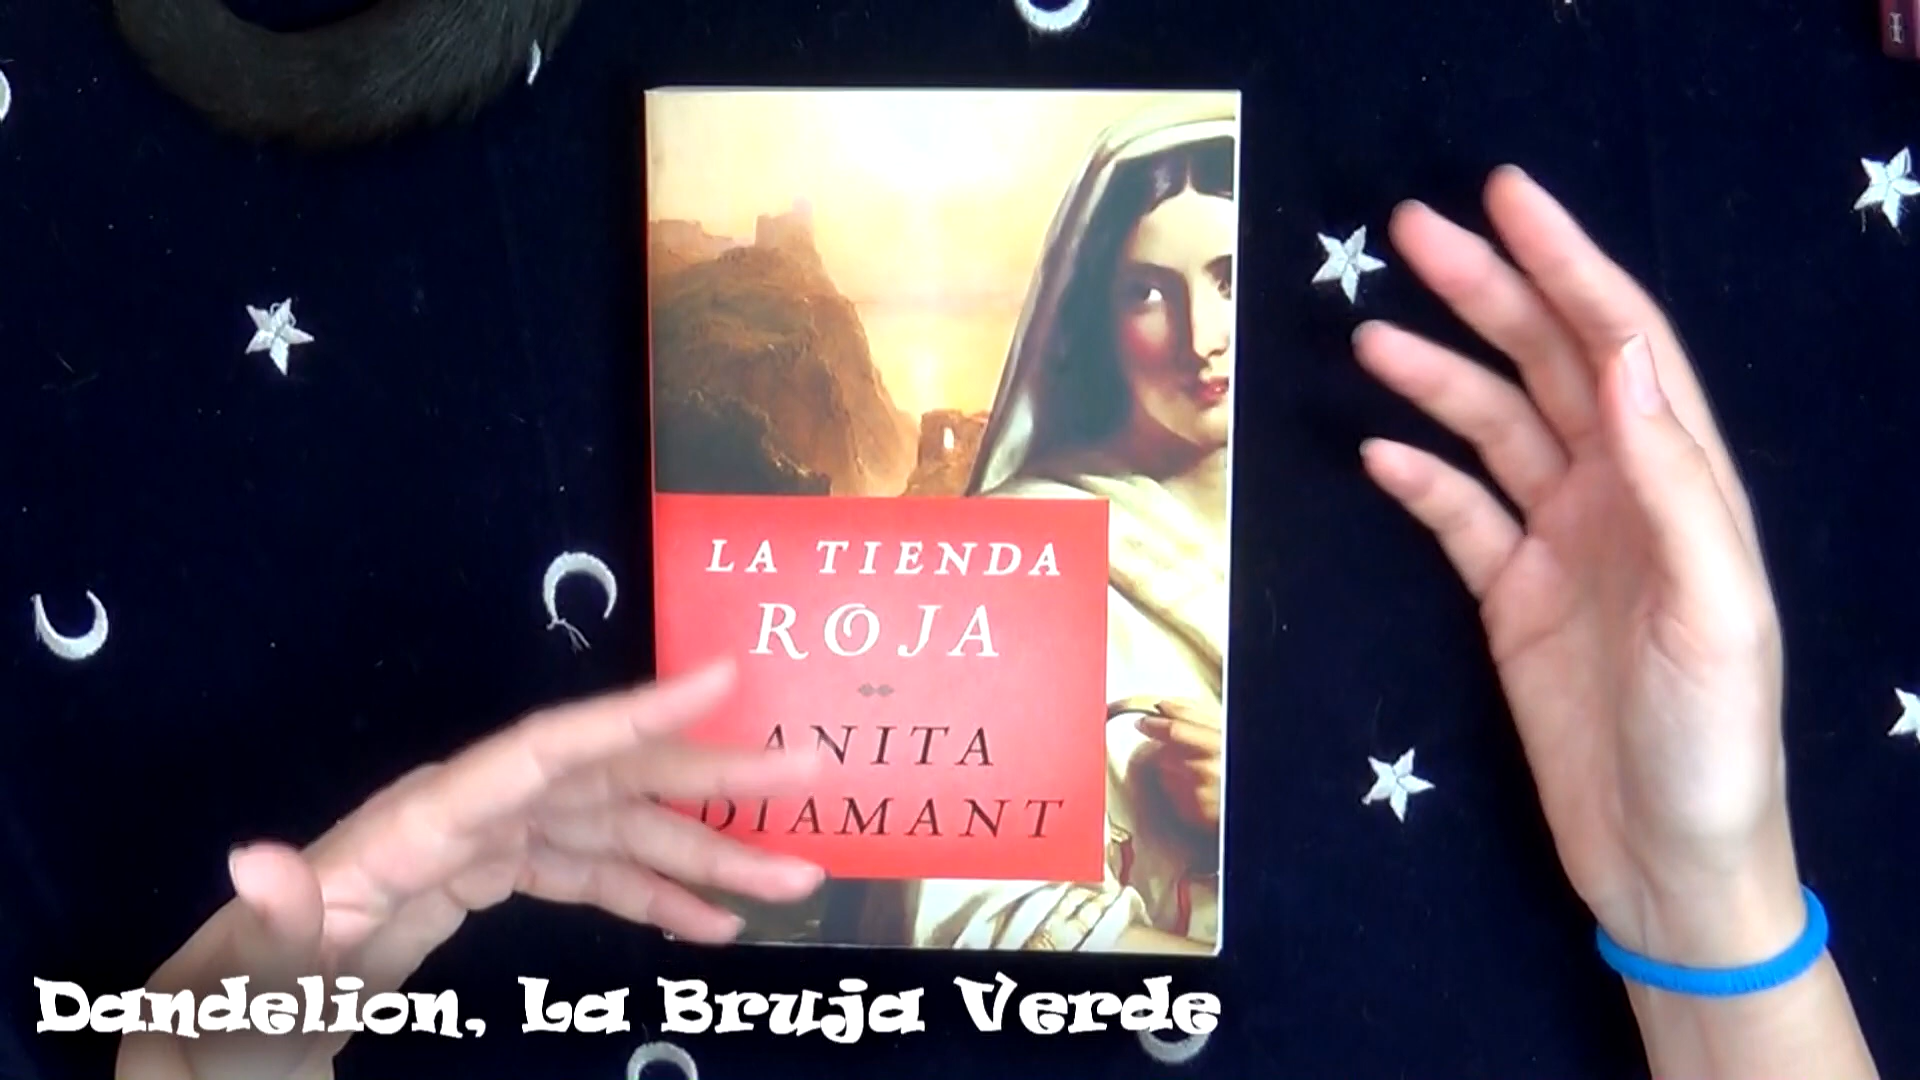 LA TIENDA
ROJA
ANITA
DIAMANT
Dandelion, La Bruja Verde